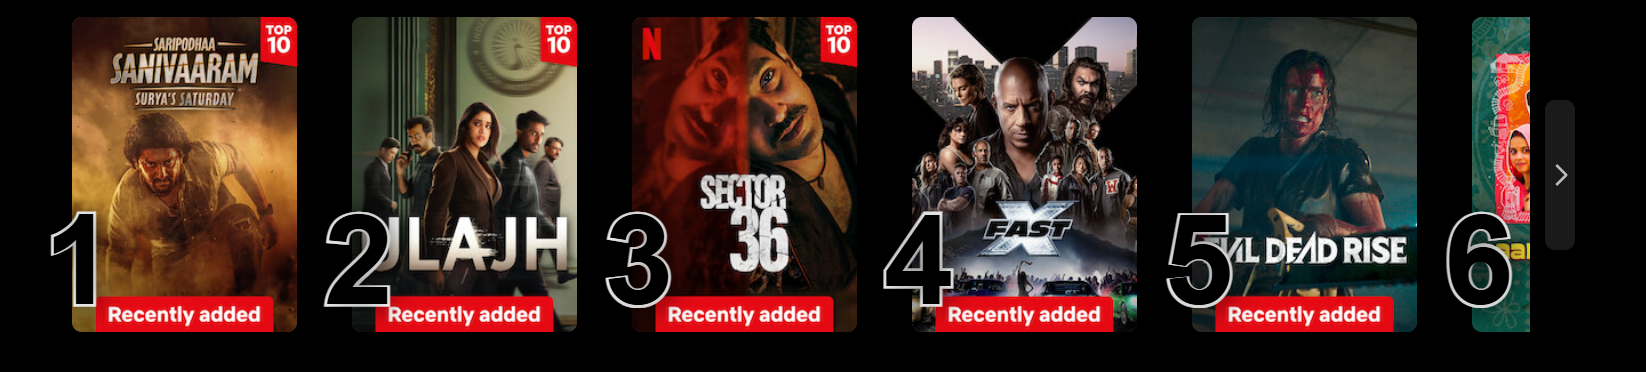 SARIPODHAA
SANIVAARAM
SURYA'S SATURDAY
TOP
10
1
Recently added
TOP
10
ULAJH
2
Recently added
N
TOP
10
SECTOR
36
3
Recently added
W
X
FAST
4
Recently added
EVIL DEAD RISE
5
Recently added
6